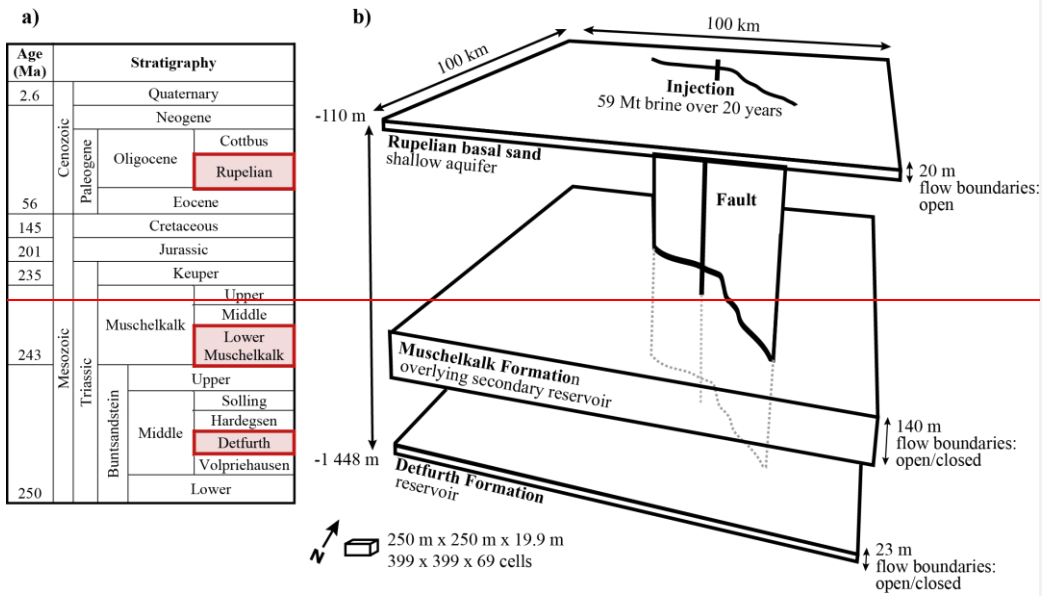 a)
Age
(Ma)
Stratigraphy
2.6
Quaternary
Neogene
Cenozoic
Paleogene
Oligocene
Cottbus
Rupelian
56
Eocene
145
Cretaceous
201
Jurassic
235
Keuper
Mesozoic
Triassic
Muschelkalk
Upper
Middle
Lower
Muschelkalk
243
Buntsandstein
Upper
Middle
Solling
Hardegsen
Detfurth
Volpriehausen
250
Lower
b)
100 km
100 km
Injection
59 Mt brine over 20 years
-110 m
Rupelian basal sand
shallow aquifer
20 m
flow boundaries:
open
Fault
Muschelkalk Formation
overlying secondary reservoir
140 m
flow boundaries:
open/closed
-1 448 m
Detfurth Formation
reservoir
23 m
flow boundaries:
open/closed
N
250 m x 250 m x 19.9 m
399 x 399 x 69 cells